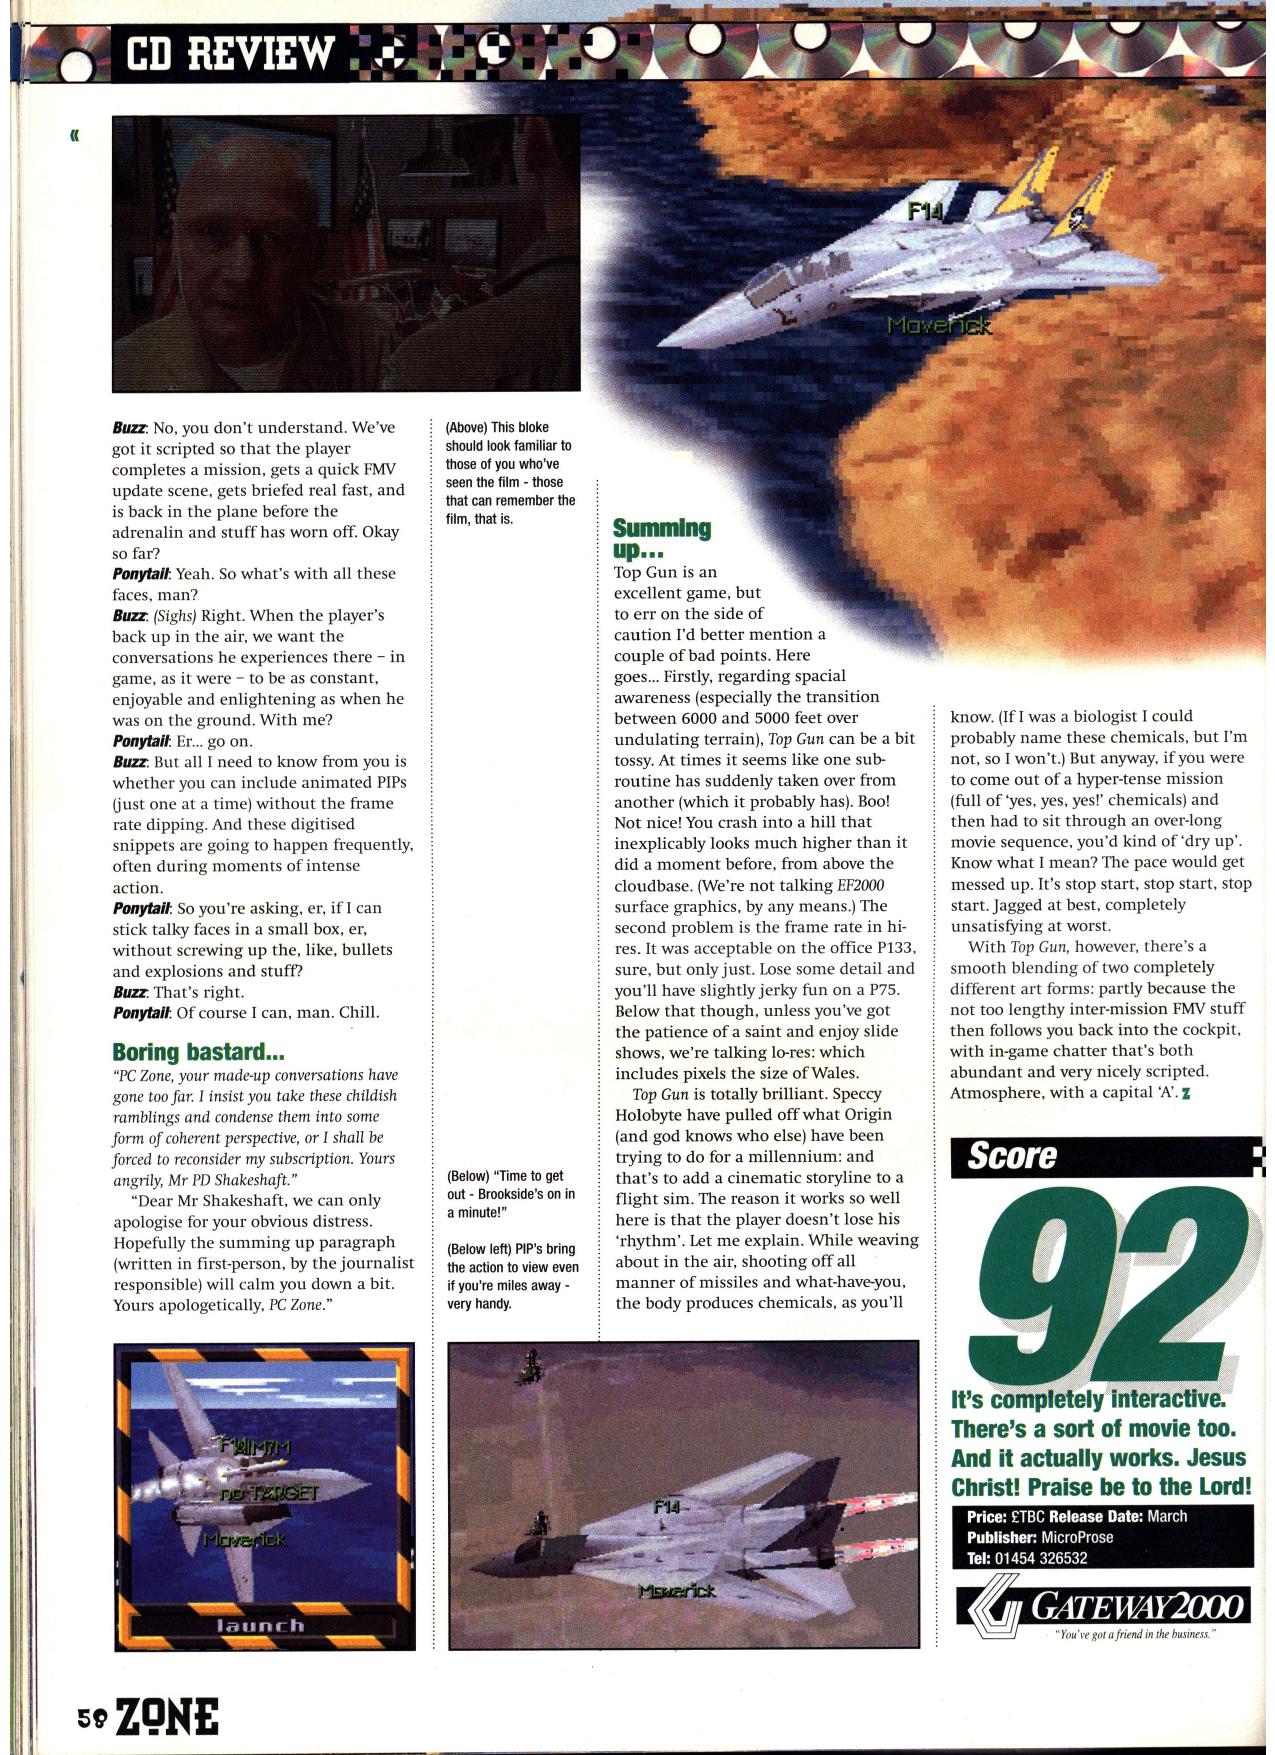 CD REVIEW
«
F14
Maverick
Buzz: No, you don't understand. We've
got it scripted so that the player
completes a mission, gets a quick FMV
update scene, gets briefed real fast, and
is back in the plane before the
adrenalin and stuff has worn off. Okay
so far?
Ponytail: Yeah. So what's with all these
faces, man?
Buzz: (Sighs) Right. When the player's
back up in the air, we want the
conversations he experiences there – in
game, as it were – to be as constant,
enjoyable and enlightening as when he
was on the ground. With me?
Ponytail: Er... go on.
Buzz: But all I need to know from you is
whether you can include animated PIPs
(just one at a time) without the frame
rate dipping. And these digitised
snippets are going to happen frequently,
often during moments of intense
action.
Ponytail: So you're asking, er, if I can
stick talky faces in a small box, er,
without screwing up the, like, bullets
and explosions and stuff?
Buzz: That's right.
Ponytail: Of course I can, man. Chill.
Boring bastard...
"PC Zone, your made-up conversations have
gone too far. I insist you take these childish
ramblings and condense them into some
form of coherent perspective, or I shall be
forced to reconsider my subscription. Yours
angrily, Mr PD Shakeshaft."
"Dear Mr Shakeshaft, we can only
apologise for your obvious distress.
Hopefully the summing up paragraph
(written in first-person, by the journalist
responsible) will calm you down a bit.
Yours apologetically, PC Zone."
(Above) This bloke
should look familiar to
those of you who've
seen the film - those
that can remember the
film, that is.
(Below) "Time to get
out - Brookside's on in
a minute!"
(Below left) PIP's bring
the action to view even
if you're miles away -
very handy.
Summing
up...
Top Gun is an
excellent game, but
to err on the side of
caution I'd better mention a
couple of bad points. Here
goes... Firstly, regarding spacial
awareness (especially the transition
between 6000 and 5000 feet over
undulating terrain), Top Gun can be a bit
tossy. At times it seems like one sub-
routine has suddenly taken over from
another (which it probably has). Boo!
Not nice! You crash into a hill that
inexplicably looks much higher than it
did a moment before, from above the
cloudbase. (We're not talking EF2000
surface graphics, by any means.) The
second problem is the frame rate in hi-
res. It was acceptable on the office P133,
sure, but only just. Lose some detail and
you'll have slightly jerky fun on a P75.
Below that though, unless you've got
the patience of a saint and enjoy slide
shows, we're talking lo-res: which
includes pixels the size of Wales.
Top Gun is totally brilliant. Speccy
Holobyte have pulled off what Origin
(and god knows who else) have been
trying to do for a millennium: and
that's to add a cinematic storyline to a
flight sim. The reason it works so well
here is that the player doesn't lose his
'rhythm'. Let me explain. While weaving
about in the air, shooting off all
manner of missiles and what-have-you,
the body produces chemicals, as you'll
know. (If I was a biologist I could
probably name these chemicals, but I'm
not, so I won't.) But anyway, if you were
to come out of a hyper-tense mission
(full of 'yes, yes, yes!' chemicals) and
then had to sit through an over-long
movie sequence, you'd kind of 'dry up'.
Know what I mean? The pace would get
messed up. It's stop start, stop start, stop
start. Jagged at best, completely
unsatisfying at worst.
With Top Gun, however, there's a
smooth blending of two completely
different art forms: partly because the
not too lengthy inter-mission FMV stuff
then follows you back into the cockpit,
with in-game chatter that's both
abundant and very nicely scripted.
Atmosphere, with a capital 'A'. Z
Score
92
It's completely interactive.
There's a sort of movie too.
And it actually works. Jesus
Christ! Praise be to the Lord!
Price: £TBC Release Date: March
Publisher: MicroProse
Tel: 01454 326532
GATEWAY2000
"You've got a friend in the business."
no TARGET
Maverick
launch
F14
Maverick
58 ZONE